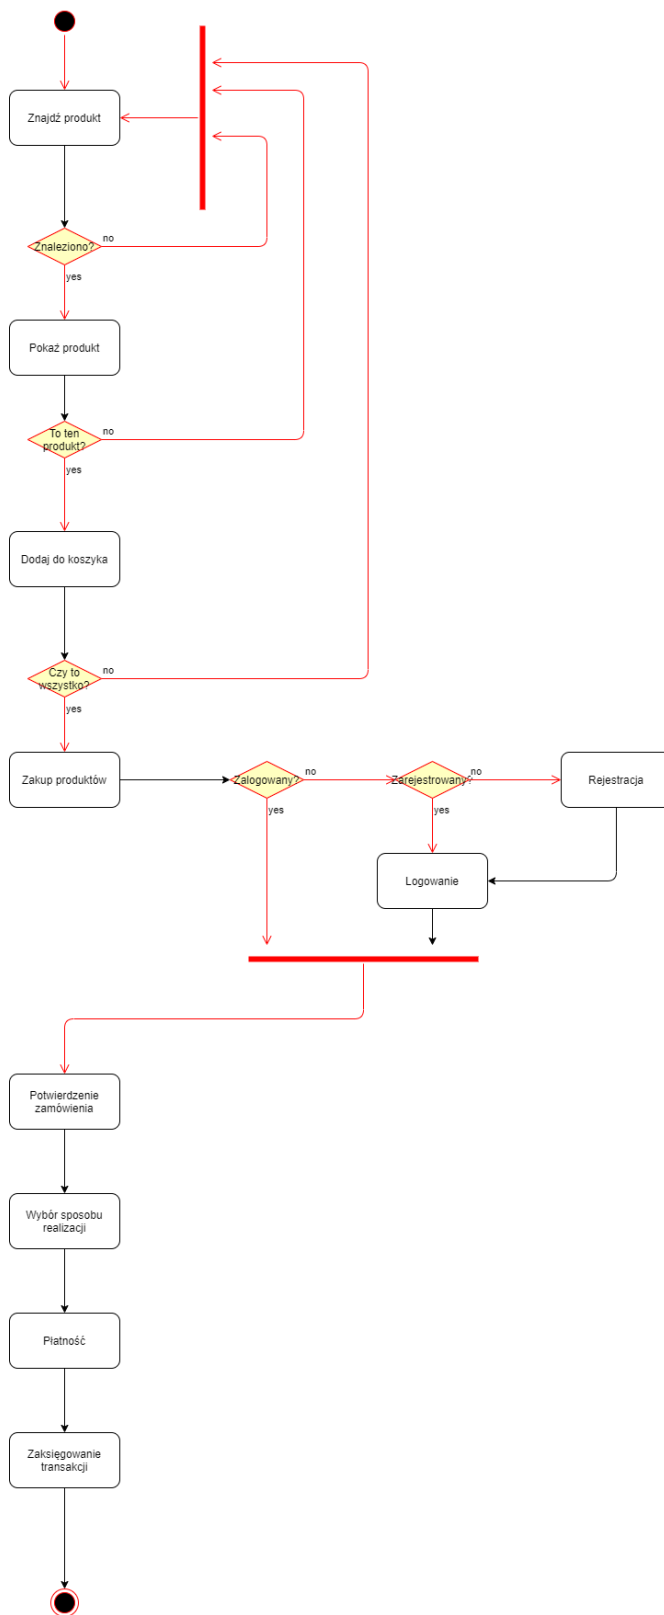 Znajdź produkt
Znaleziono?
no
yes
Pokaż produkt
To ten
produkt?
no
yes
Dodaj do koszyka
Czy to
wszystko?
no
yes
Zakup produktów
Zalogowany?
no
yes
Zarejestrowany?
no
yes
Rejestracja
Logowanie
Potwierdzenie
zamówienia
Wybór sposobu
realizacji
Płatność
Zaksięgowanie
transakcji